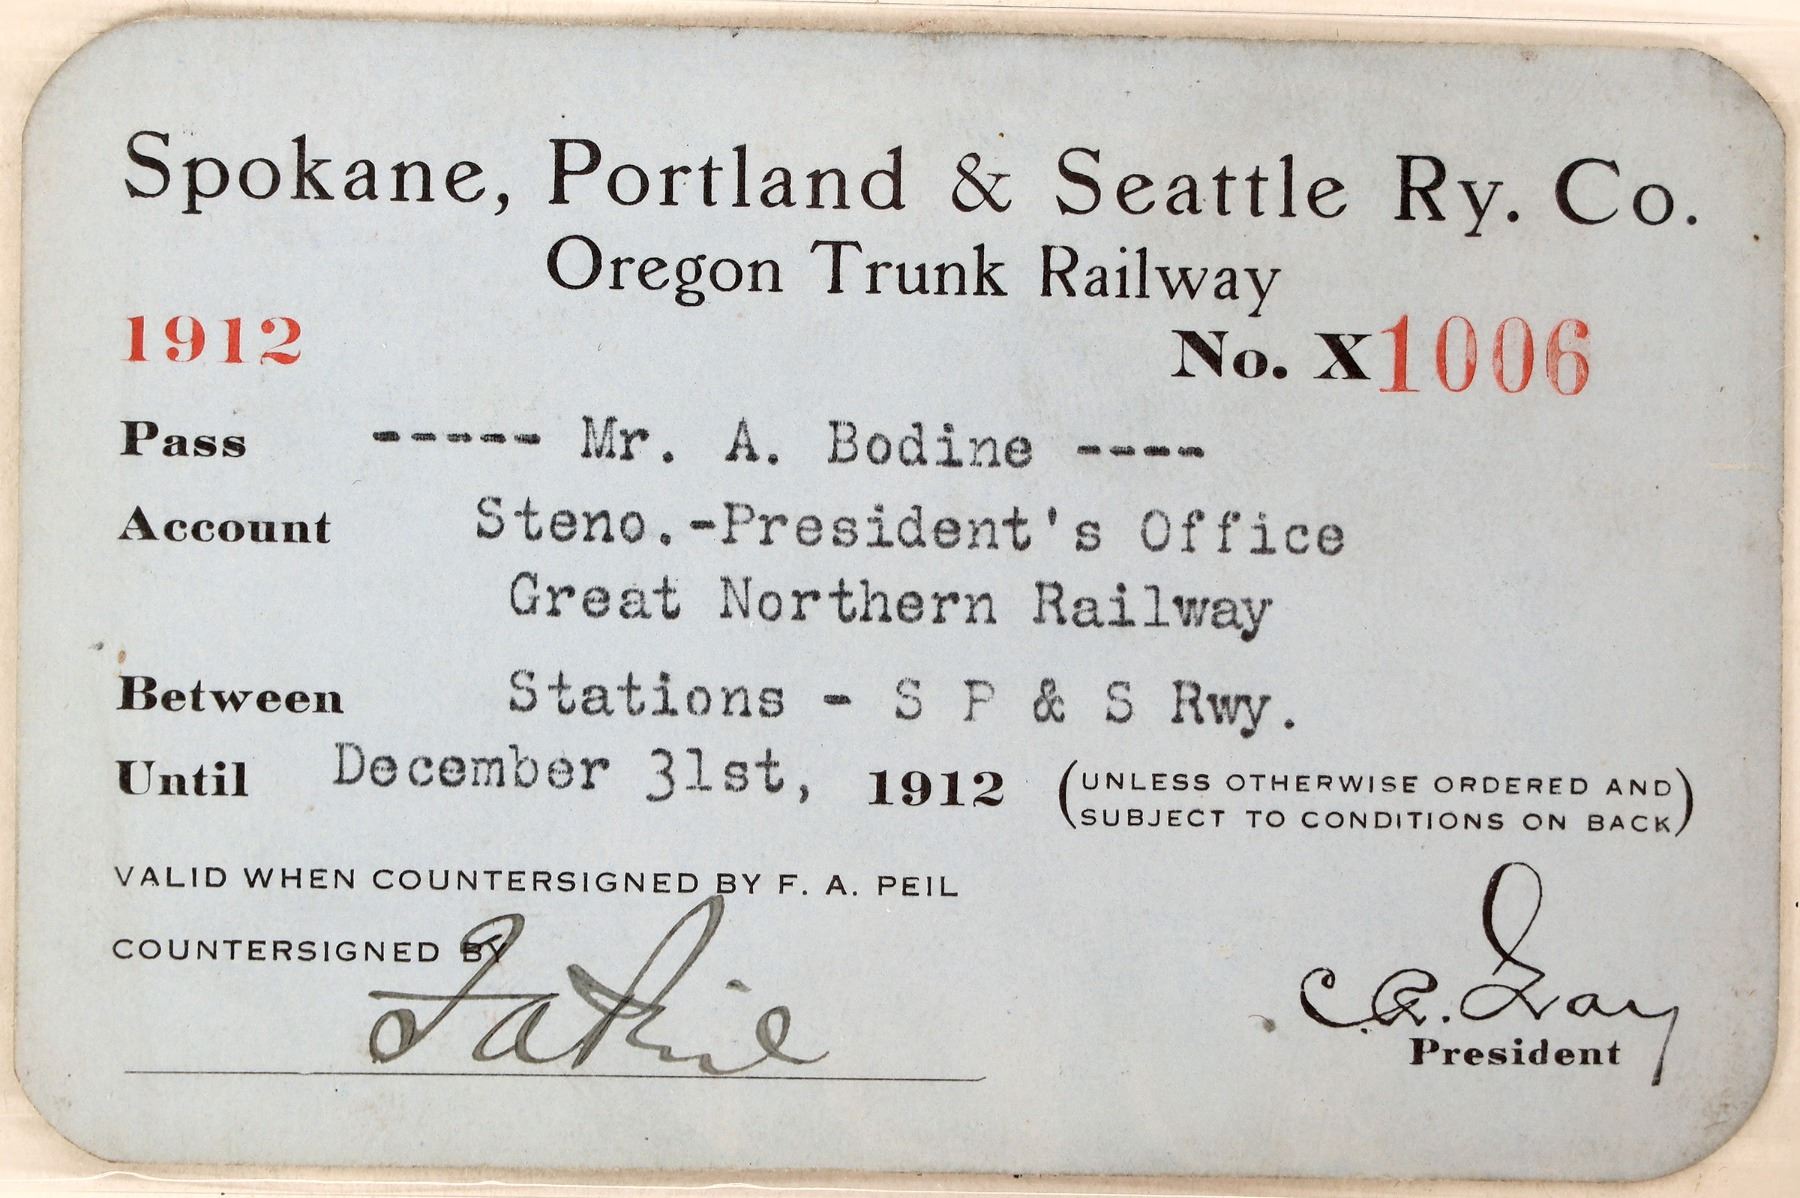 Spokane, Portland & Seattle Ry. Co.
Oregon Trunk Railway
1912
No. X1006
Pass ----- Mr. A. Bodine ----
Account Steno.-President's Office
Great Northern Railway
Between Stations - S P & S Rwy.
Until December 31st, 1912 (UNLESS OTHERWISE ORDERED AND
SUBJECT TO CONDITIONS ON BACK)
VALID WHEN COUNTERSIGNED BY F. A. PEIL
COUNTERSIGNED BY
F A Peil
C. R. Gray
President